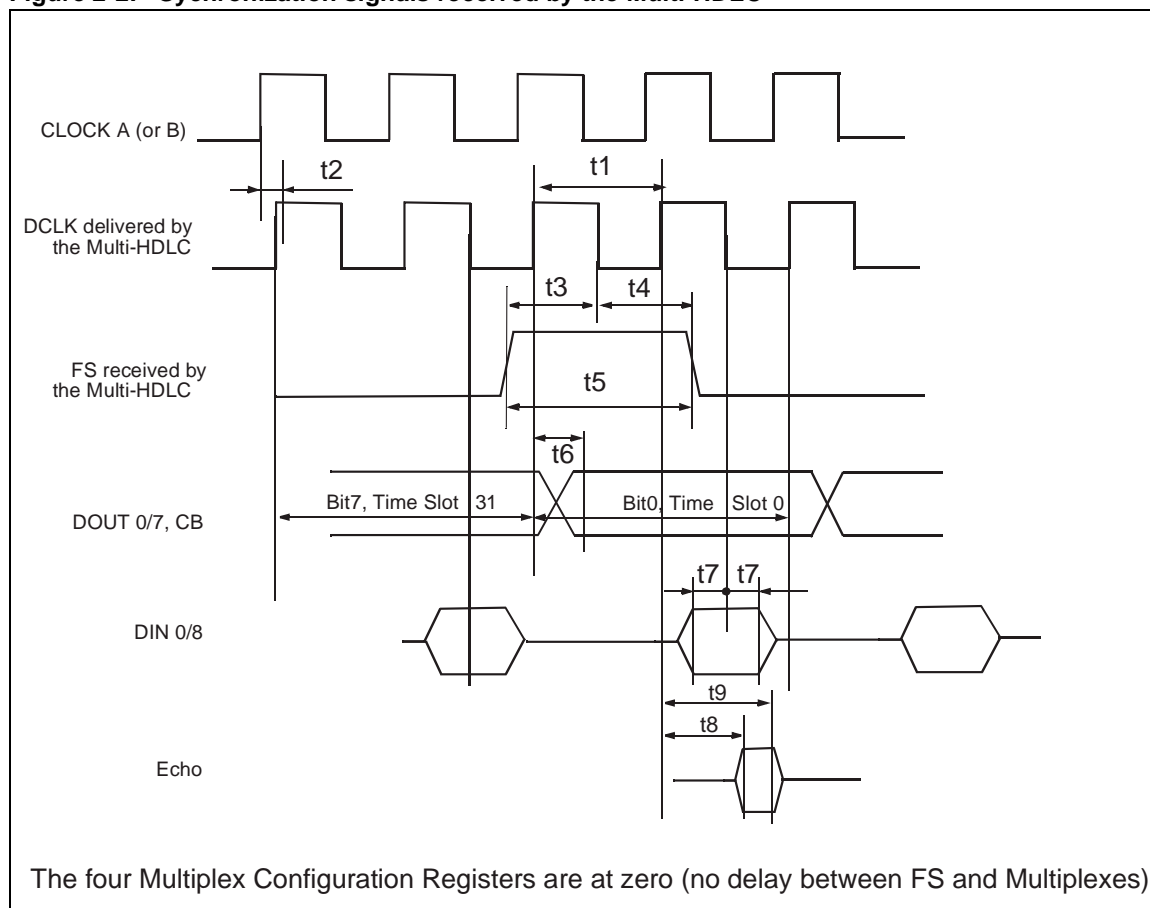 CLOCK A (or B)
t2
t1
DCLK delivered by
the Multi-HDLC
t3
t4
FS received by
the Multi-HDLC
t5
t6
Bit7, Time Slot 31
Bit0, Time Slot 0
DOUT 0/7, CB
t7 t7
DIN 0/8
t9
t8
Echo
The four Multiplex Configuration Registers are at zero (no delay between FS and Multiplexes)